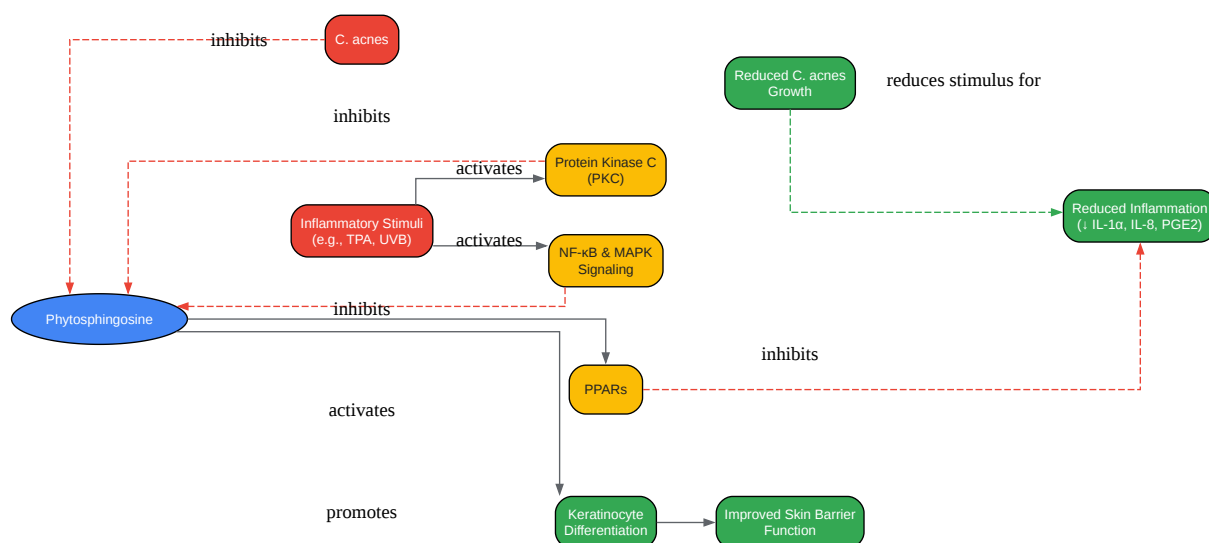 inhibits
C. acnes
Reduced C. acnes
Growth
reduces stimulus for
inhibits
Protein Kinase C
(PKC)
activates
Inflammatory Stimuli
(e.g., TPA, UVB)
activates
NF-κB & MAPK
Signaling
Reduced Inflammation
(↓ IL-1α, IL-8, PGE2)
inhibits
Phytosphingosine
inhibits
PPARs
activates
promotes
Keratinocyte
Differentiation
Improved Skin Barrier
Function